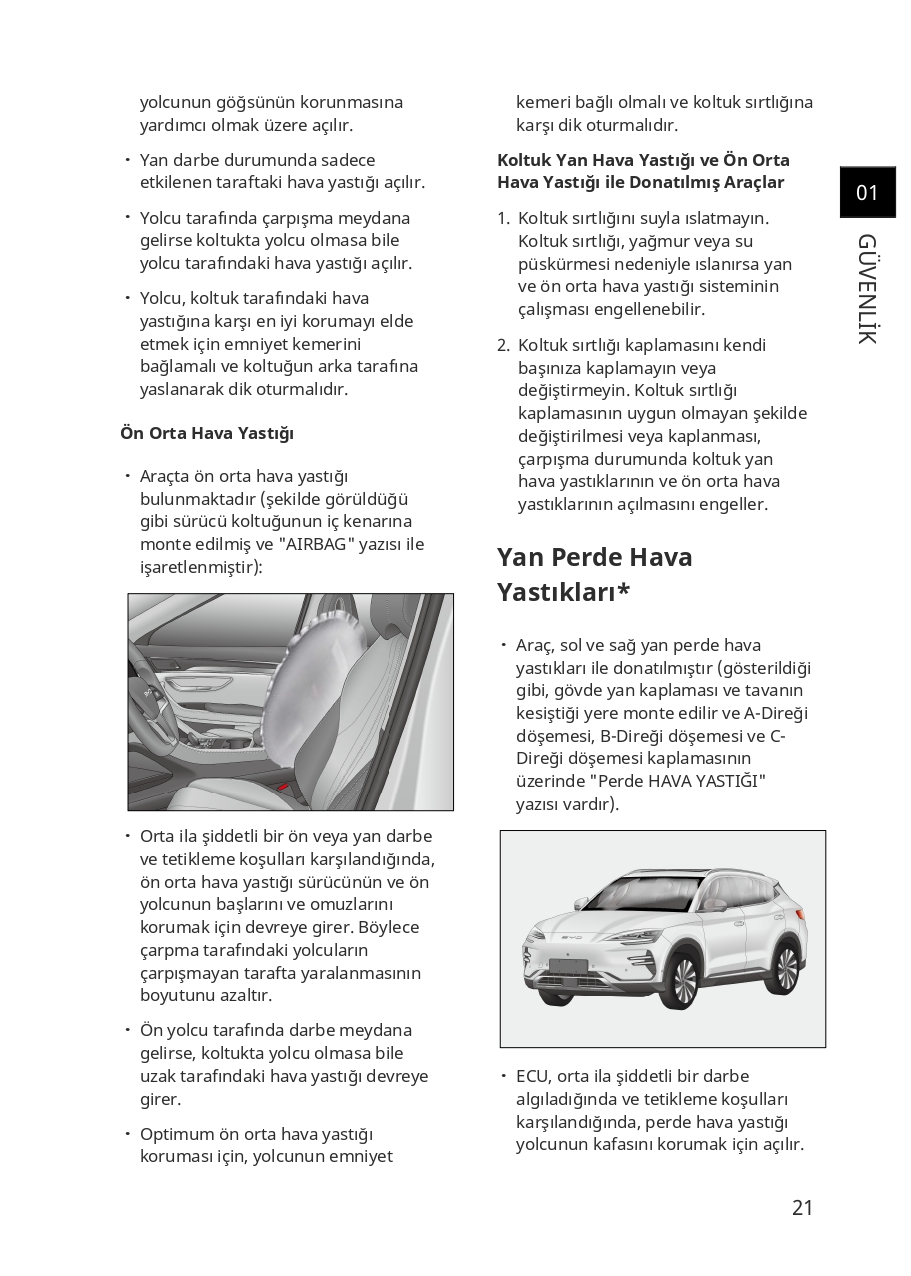 yolcunun göğsünün korunmasına
yardımcı olmak üzere açılır.
• Yan darbe durumunda sadece
etkilenen taraftaki hava yastığı açılır.
• Yolcu tarafında çarpışma meydana
gelirse koltukta yolcu olmasa bile
yolcu tarafındaki hava yastığı açılır.
• Yolcu, koltuk tarafındaki hava
yastığına karşı en iyi korumayı elde
etmek için emniyet kemerini
bağlamalı ve koltuğun arka tarafına
yaslanarak dik oturmalıdır.
Ön Orta Hava Yastığı
• Araçta ön orta hava yastığı
bulunmaktadır (şekilde görüldüğü
gibi sürücü koltuğunun iç kenarına
monte edilmiş ve "AIRBAG" yazısı ile
işaretlenmiştir):
• Orta ila şiddetli bir ön veya yan darbe
ve tetikleme koşulları karşılandığında,
ön orta hava yastığı sürücünün ve ön
yolcunun başlarını ve omuzlarını
korumak için devreye girer. Böylece
çarpma tarafındaki yolcuların
çarpışmayan tarafta yaralanmasının
boyutunu azaltır.
• Ön yolcu tarafında darbe meydana
gelirse, koltukta yolcu olmasa bile
uzak tarafındaki hava yastığı devreye
girer.
• Optimum ön orta hava yastığı
koruması için, yolcunun emniyet
kemeri bağlı olmalı ve koltuk sırtlığına
karşı dik oturmalıdır.
Koltuk Yan Hava Yastığı ve Ön Orta
Hava Yastığı ile Donatılmış Araçlar
1. Koltuk sırtlığını suyla ıslatmayın.
Koltuk sırtlığı, yağmur veya su
püskürmesi nedeniyle ıslanırsa yan
ve ön orta hava yastığı sisteminin
çalışması engellenebilir.
2. Koltuk sırtlığı kaplamasını kendi
başınıza kaplamayın veya
değiştirmeyin. Koltuk sırtlığı
kaplamasının uygun olmayan şekilde
değiştirilmesi veya kaplanması,
çarpışma durumunda koltuk yan
hava yastıklarının ve ön orta hava
yastıklarının açılmasını engeller.
Yan Perde Hava
Yastıkları*
• Araç, sol ve sağ yan perde hava
yastıkları ile donatılmıştır (gösterildiği
gibi, gövde yan kaplaması ve tavanın
kesiştiği yere monte edilir ve A-Direği
döşemesi, B-Direği döşemesi ve C-
Direği döşemesi kaplamasının
üzerinde "Perde HAVA YASTIĞI"
yazısı vardır).
BYD
• ECU, orta ila şiddetli bir darbe
algıladığında ve tetikleme koşulları
karşılandığında, perde hava yastığı
yolcunun kafasını korumak için açılır.
01
GÜVENLİK
21